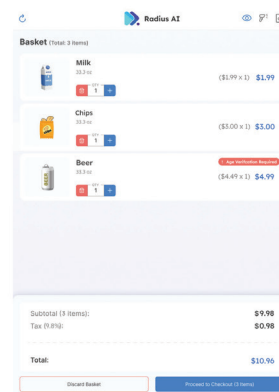 Radius AI
Basket (Total: 3 items)
Milk
33.3 oz
QTY
1
($1.99 x 1) $1.99
Chips
33.3 oz
QTY
1
($3.00 x 1) $3.00
Beer
33.3 oz
QTY
1
! Age Verification Required
($4.49 x 1) $4.99
Subtotal (3 items): $9.98
Tax (9.8%): $0.98
Total: $10.96
Discard Basket
Proceed to Checkout (3 items)